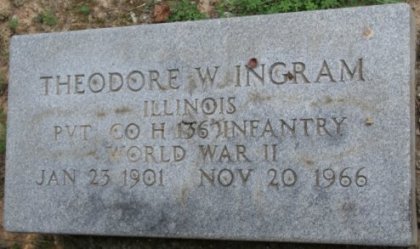 THEODORE W INGRAM
ILLINOIS
PVT CO H 136 INFANTRY
WORLD WAR II
JAN 23 1901 NOV 20 1966